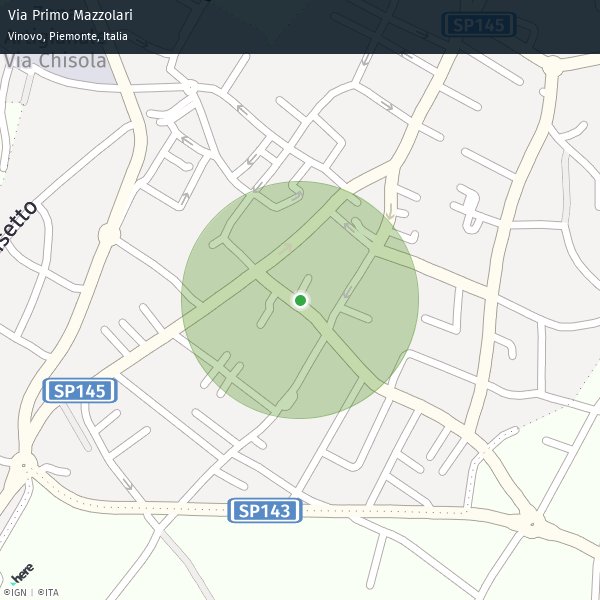 Via Primo Mazzolari
Vinovo, Piemonte, Italia
SP145
Via Chisola
setto
SP145
SP143
here
©IGN | ©ITA